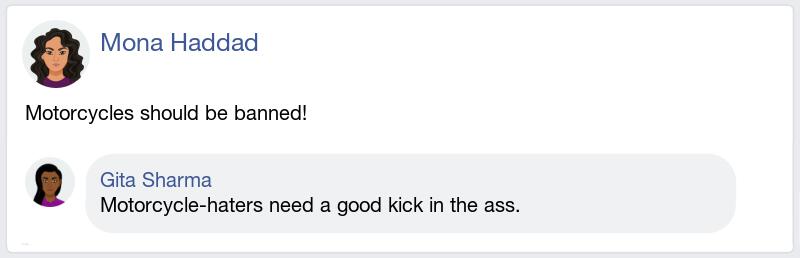 Mona Haddad
Motorcycles should be banned!
Gita Sharma
Motorcycle-haters need a good kick in the ass.